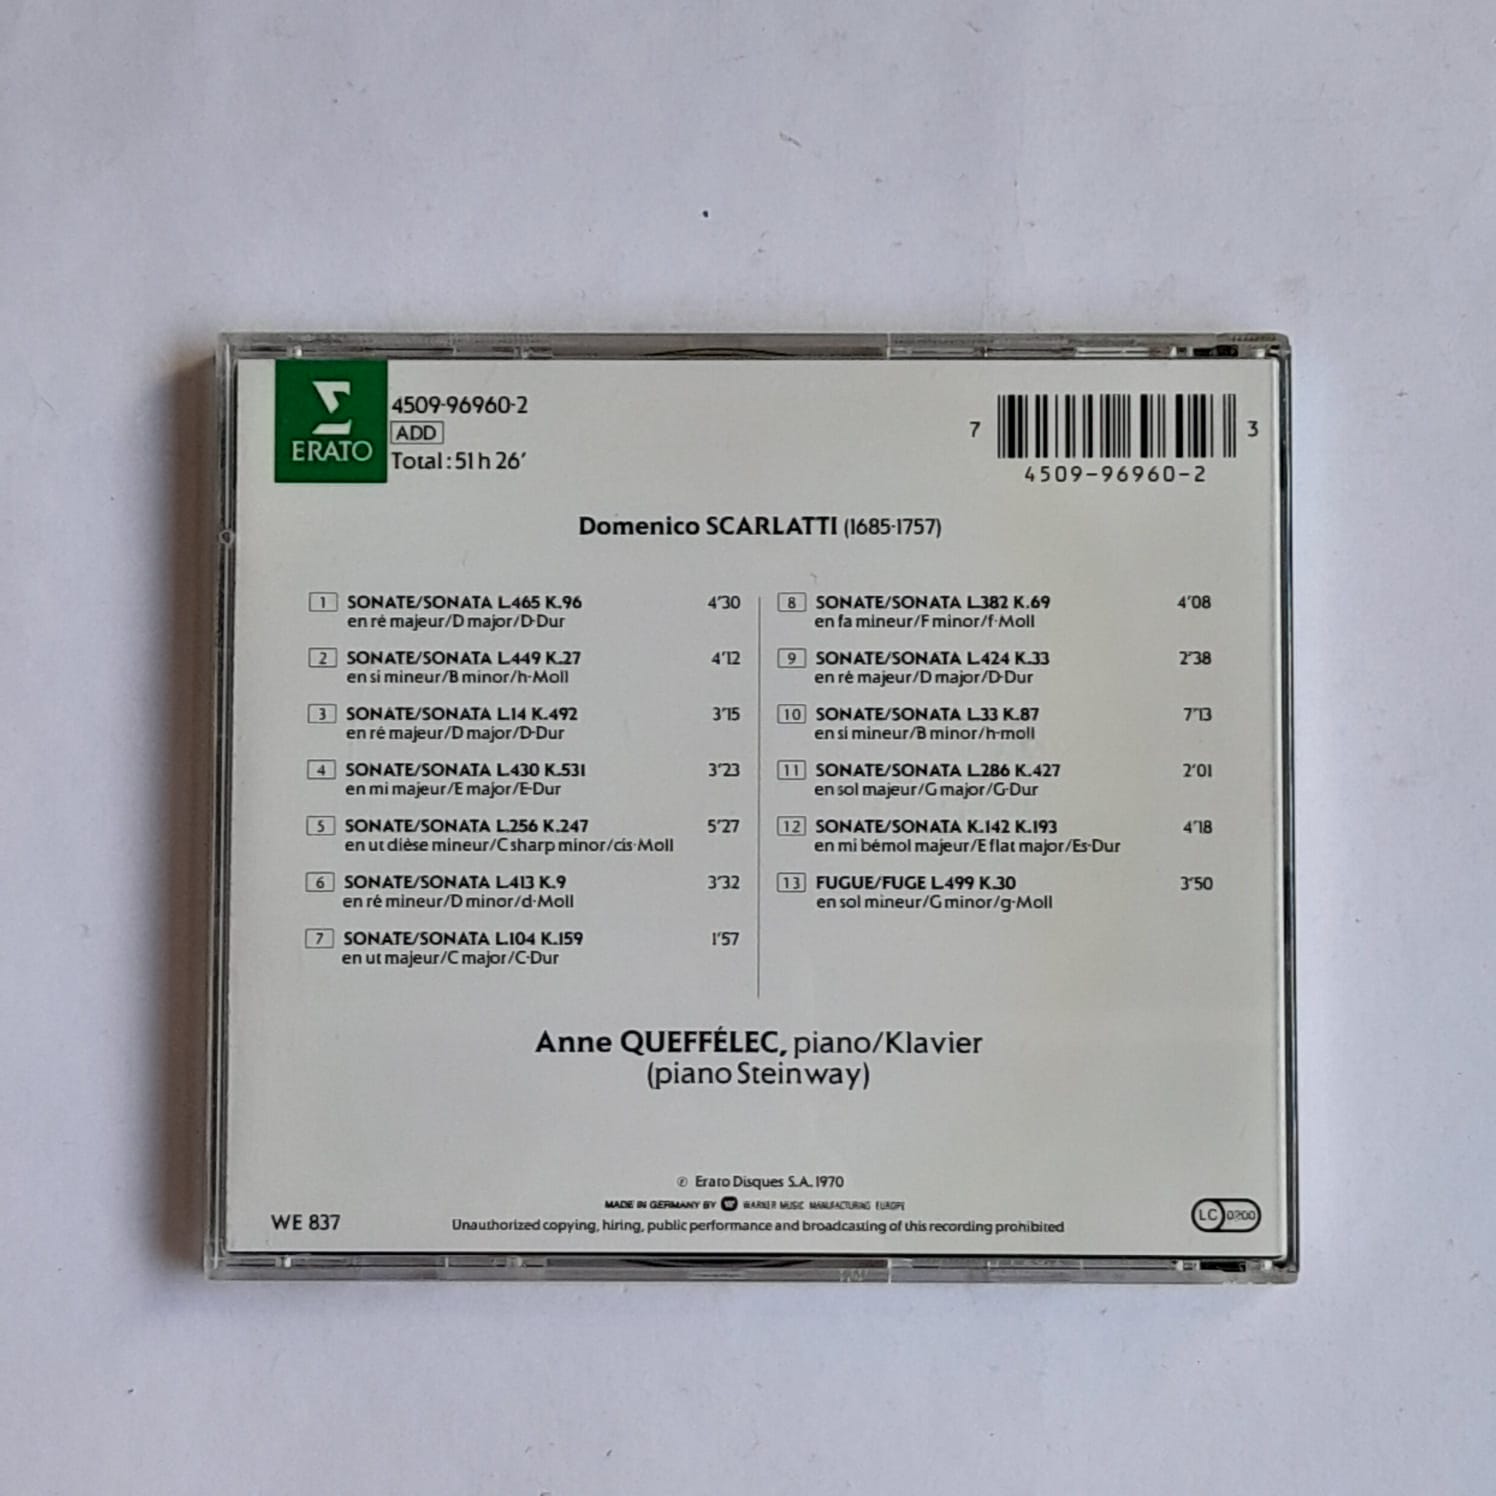 ERATO
4509-96960-2
ADD
Total : 51 h 26'
7 3
4509-96960-2
Domenico SCARLATTI (1685-1757)
1 SONATE/SONATA L.465 K.96 4'30
en ré majeur/D major/D-Dur
2 SONATE/SONATA L.449 K.27 4'12
en si mineur/B minor/h-Moll
3 SONATE/SONATA L.14 K.492 3'15
en ré majeur/D major/D-Dur
4 SONATE/SONATA L.430 K.531 3'23
en mi majeur/E major/E-Dur
5 SONATE/SONATA L.256 K.247 5'27
en ut dièse mineur/C sharp minor/cis-Moll
6 SONATE/SONATA L.413 K.9 3'32
en ré mineur/D minor/d-Moll
7 SONATE/SONATA L.104 K.159 1'57
en ut majeur/C major/C-Dur
8 SONATE/SONATA L.382 K.69 4'08
en fa mineur/F minor/f-Moll
9 SONATE/SONATA L.424 K.33 2'38
en ré majeur/D major/D-Dur
10 SONATE/SONATA L.33 K.87 7'13
en si mineur/B minor/h-moll
11 SONATE/SONATA L.286 K.427 2'01
en sol majeur/G major/G-Dur
12 SONATE/SONATA K.142 K.193 4'18
en mi bémol majeur/E flat major/Es-Dur
13 FUGUE/FUGE L.499 K.30 3'50
en sol mineur/G minor/g-Moll
Anne QUEFFÉLEC, piano/Klavier
(piano Steinway)
℗ Erato Disques S.A. 1970
MADE IN GERMANY BY WARNER MUSIC MANUFACTURING EUROPE
WE 837
Unauthorized copying, hiring, public performance and broadcasting of this recording prohibited
LC 0200